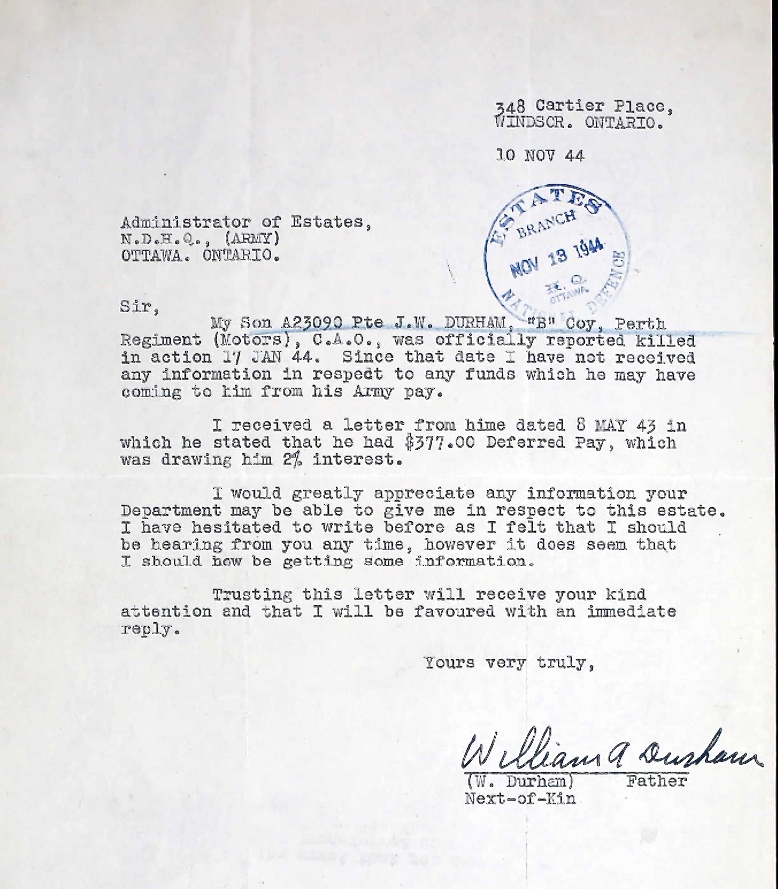 348 Cartier Place,
WINDSCR. ONTARIO.
10 NOV 44
Administrator of Estates,
N.D.H.Q., (ARMY)
OTTAWA. ONTARIO.
ESTATES
BRANCH
NOV 13 1944
H. Q.
OTTAWA
NATIONAL DEFENCE
Sir,
My Son A23090 Pte J.W. DURHAM, "B" Coy, Perth
Regiment (Motors), C.A.O., was officially reported killed
in action 17 JAN 44. Since that date I have not received
any information in respect to any funds which he may have
coming to him from his Army pay.
I received a letter from hime dated 8 MAY 43 in
which he stated that he had $377.00 Deferred Pay, which
was drawing him 2% interest.
I would greatly appreciate any information your
Department may be able to give me in respect to this estate.
I have hesitated to write before as I felt that I should
be hearing from you any time, however it does seem that
I should how be getting some information.
Trusting this letter will receive your kind
attention and that I will be favoured with an immediate
reply.
Yours very truly,
William A Durham
(W. Durham) Father
Next-of-Kin